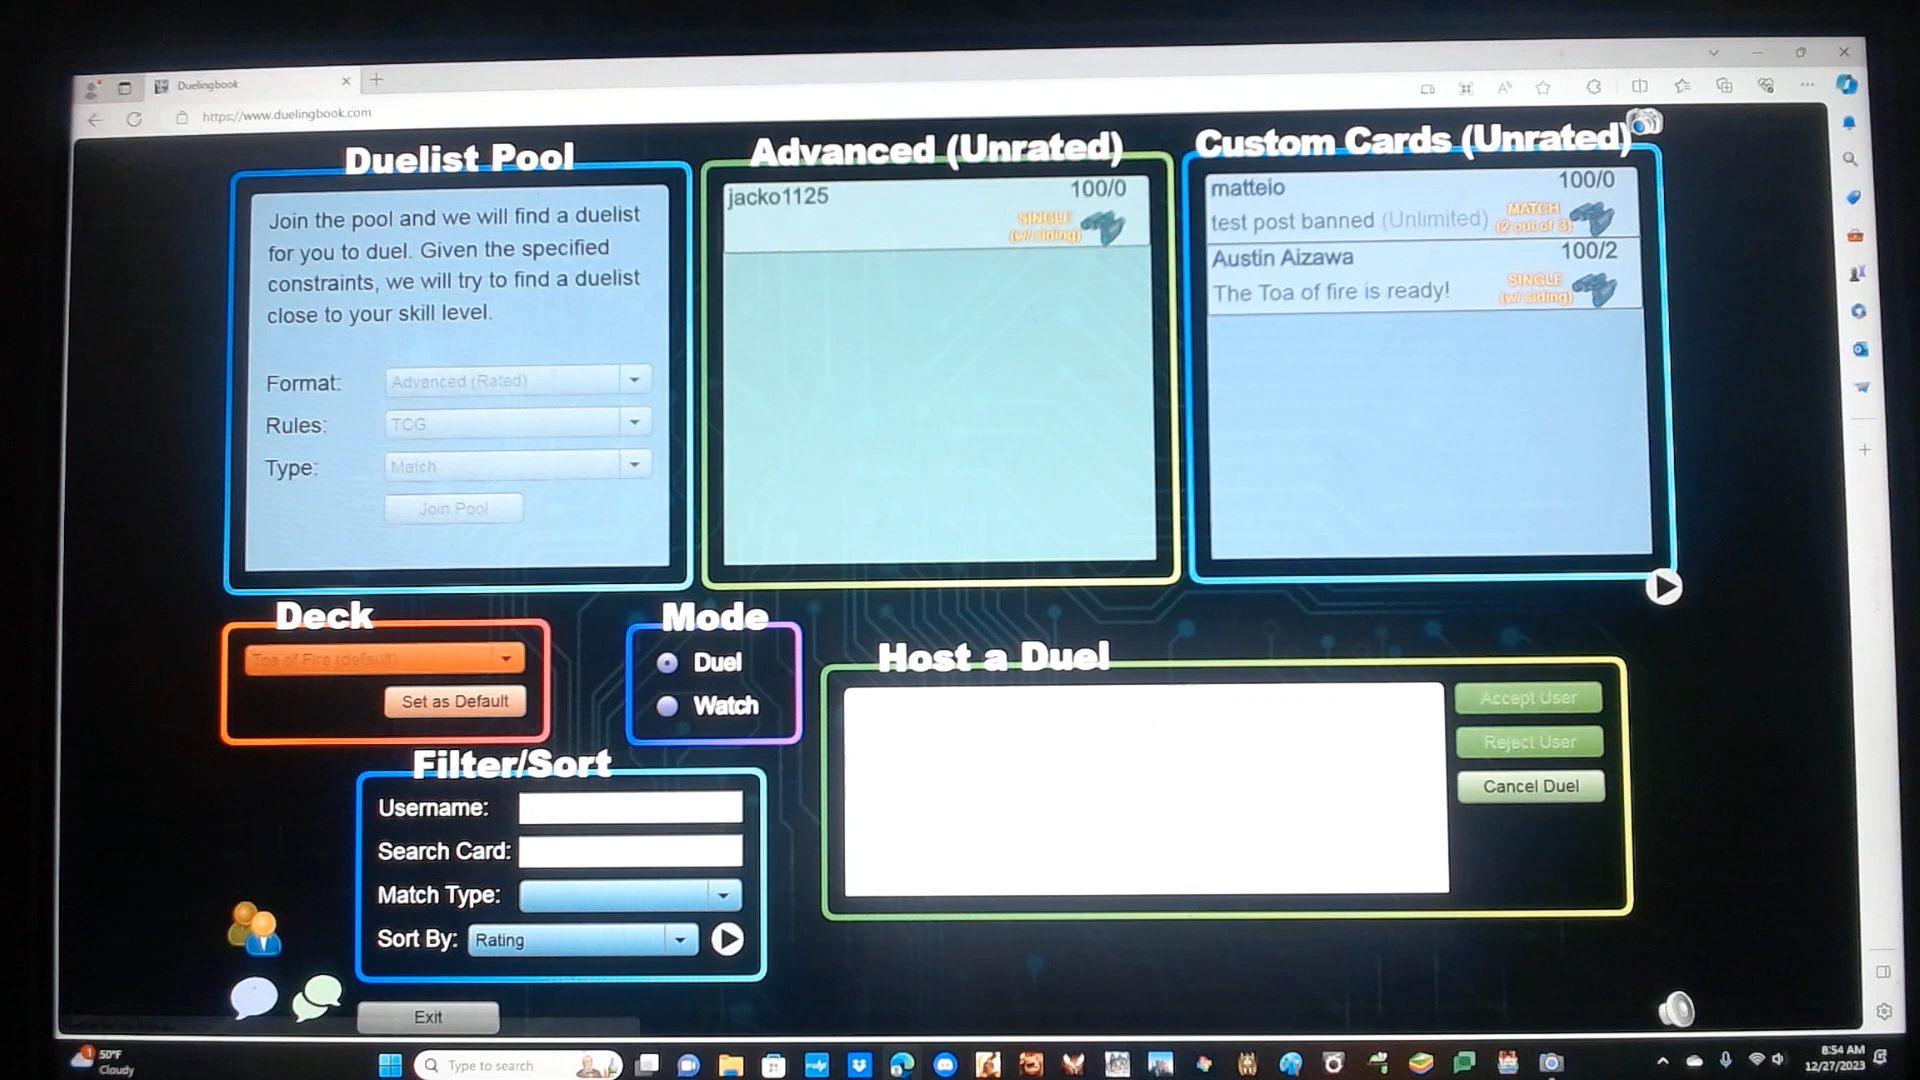 Duelingbook
https://www.duelingbook.com
Duelist Pool
Join the pool and we will find a duelist
for you to duel. Given the specified
constraints, we will try to find a duelist
close to your skill level.
Format: Advanced (Rated)
Rules: TCG
Type: Match
Join Pool
Advanced (Unrated)
jacko1125 100/0
SINGLE
(w/ siding)
Custom Cards (Unrated)
matteio 100/0
test post banned (Unlimited) MATCH
(2 out of 3)
Austin Aizawa 100/2
The Toa of fire is ready! SINGLE
(w/ siding)
Deck
Toa of Fire (default)
Set as Default
Mode
Duel
Watch
Host a Duel
Accept User
Reject User
Cancel Duel
Filter/Sort
Username:
Search Card:
Match Type:
Sort By: Rating
Exit
1
50°F
Cloudy
Type to search
8:54 AM
12/27/2023